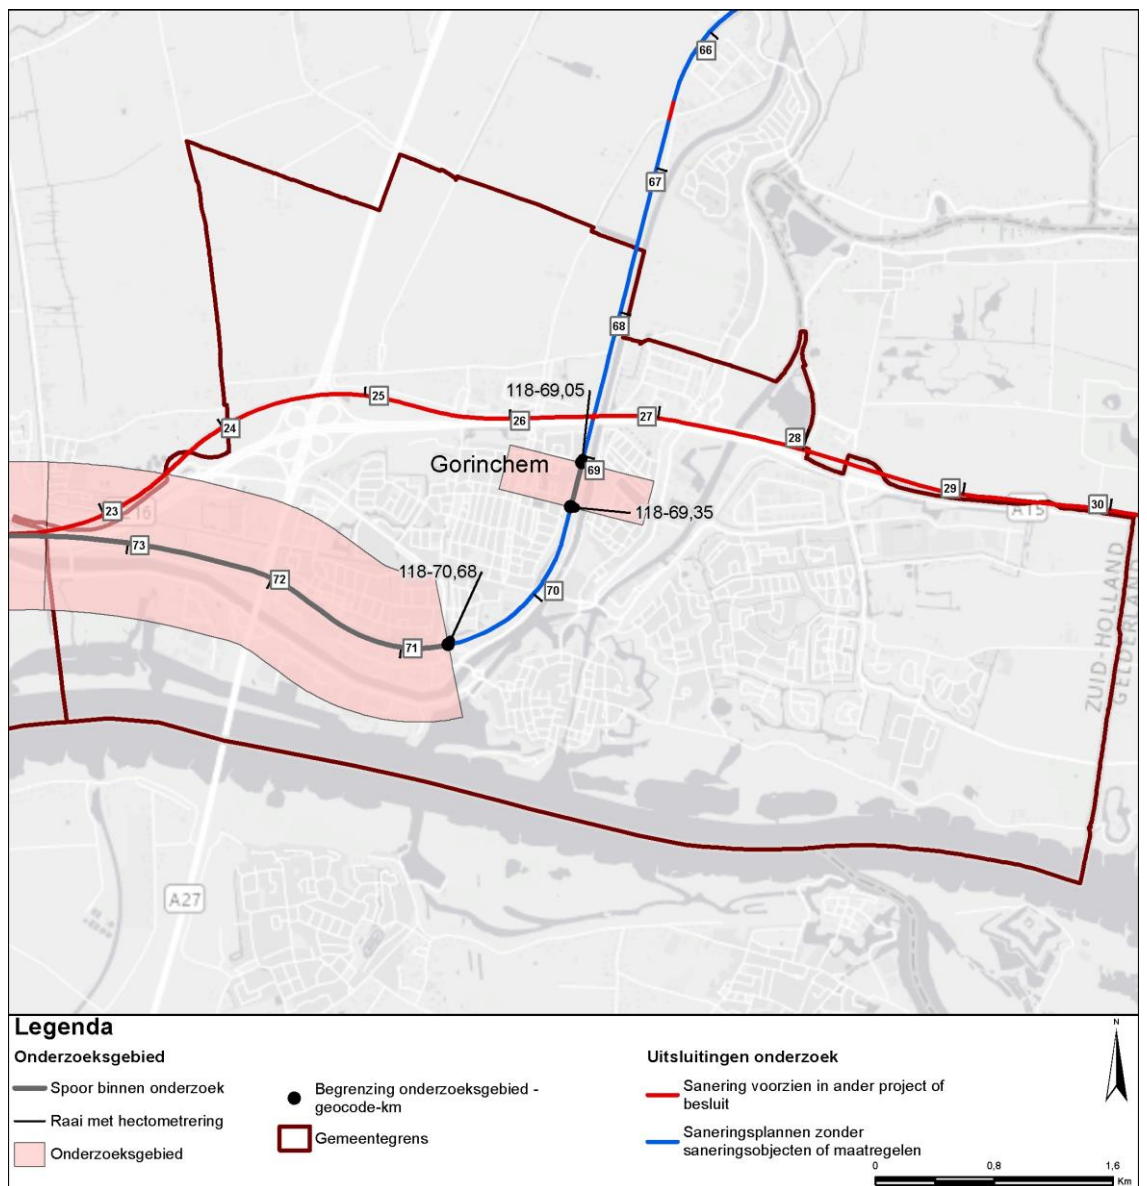 66
67
68
118-69,05
25
26
27
24
28
Gorinchem
69
29
30
A15
23
E16
118-69,35
73
118-70,68
72
70
71
ZUID-HOLLAND
GELDERLAND
A27
Legenda
Onderzoeksgebied
Spoor binnen onderzoek
Raai met hectometrering
Onderzoeksgebied
Begrenzing onderzoeksgebied -
geocode-km
Gemeentegrens
Uitsluitingen onderzoek
Sanering voorzien in ander project of
besluit
Saneringsplannen zonder
saneringsobjecten of maatregelen
N
0 0,8 1,6
Km